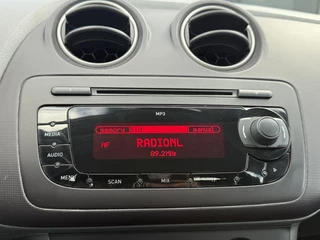 MP3
memory manual
MEDIA
AF RADIONL
AUDIO
89.2MHz
MENU SCAN MIX